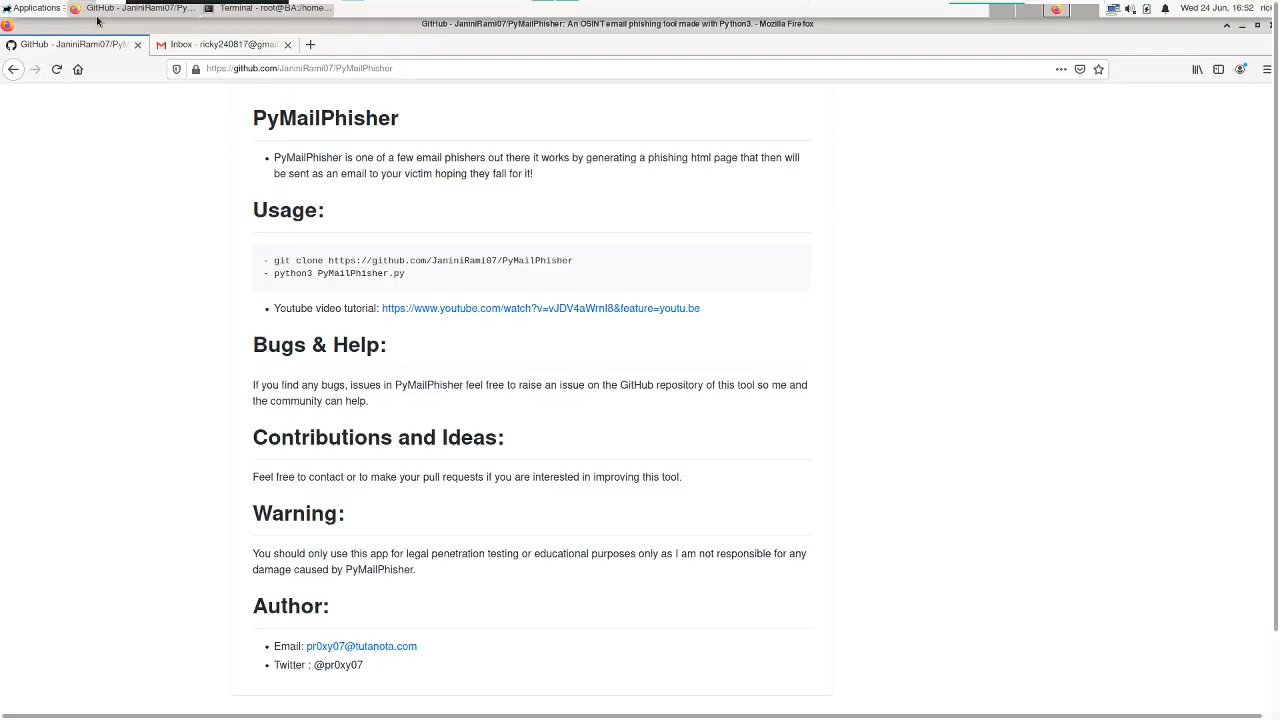 Applications
GitHub - JaniniRami07/Py...
Terminal - root@BA:/home...
Wed 24 Jun, 16:52
GitHub - JaniniRami07/PyMailPhisher: An OSINT email phishing tool made with Python3. - Mozilla Firefox
GitHub - JaniniRami07/PyM
Inbox - ricky240817@gmai
https://github.com/JaniniRami07/PyMailPhisher
PyMailPhisher
• PyMailPhisher is one of a few email phishers out there it works by generating a phishing html page that then will
be sent as an email to your victim hoping they fall for it!
Usage:
- git clone https://github.com/JaniniRami07/PyMailPhisher
- python3 PyMailPhisher.py
• Youtube video tutorial: https://www.youtube.com/watch?v=vJDV4aWrnI8&feature=youtu.be
Bugs & Help:
If you find any bugs, issues in PyMailPhisher feel free to raise an issue on the GitHub repository of this tool so me and
the community can help.
Contributions and Ideas:
Feel free to contact or to make your pull requests if you are interested in improving this tool.
Warning:
You should only use this app for legal penetration testing or educational purposes only as I am not responsible for any
damage caused by PyMailPhisher.
Author:
• Email: pr0xy07@tutanota.com
• Twitter : @pr0xy07